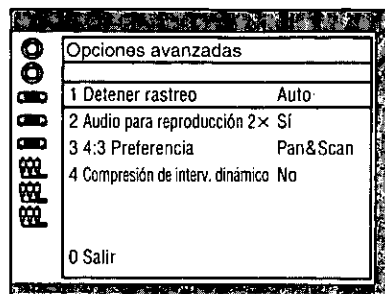 Opciones avanzadas
1 Detener rastreo Auto
2 Audio para reproducción 2× Sí
3 4:3 Preferencia Pan&Scan
4 Compresión de interv. dinámico No
0 Salir